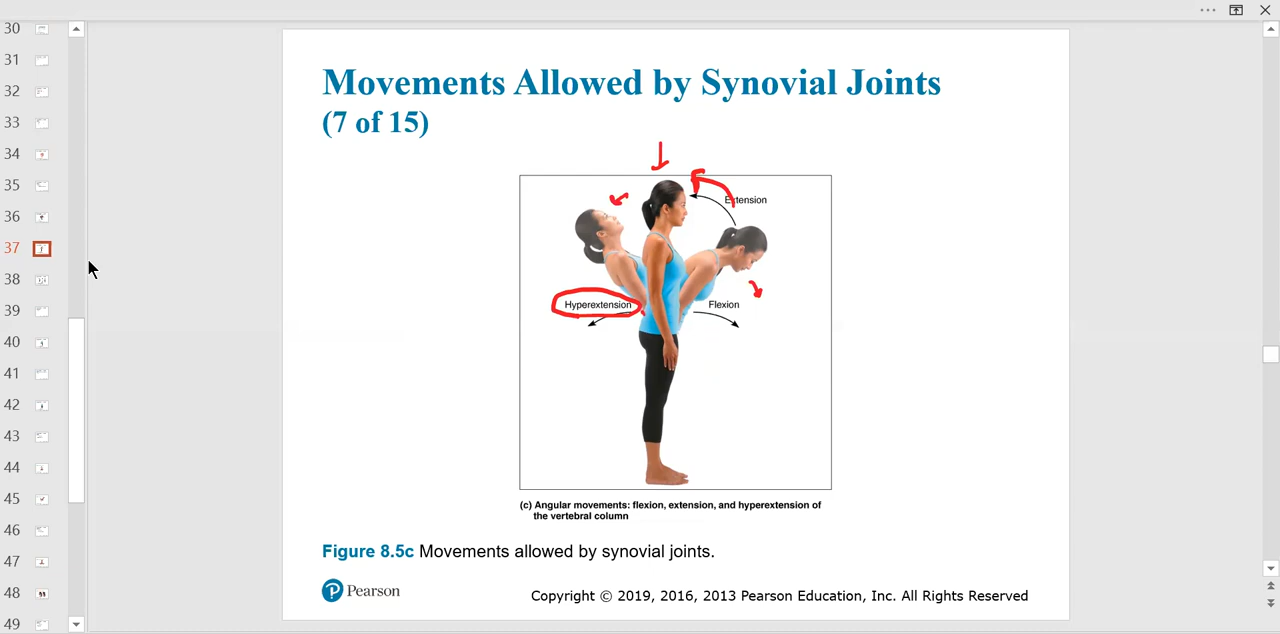 30
31
32
33
34
35
36
37
38
39
40
41
42
43
44
45
46
47
48
49
Movements Allowed by Synovial Joints
(7 of 15)
Extension
Hyperextension
Flexion
(c) Angular movements: flexion, extension, and hyperextension of
the vertebral column
Figure 8.5c Movements allowed by synovial joints.
P Pearson
Copyright © 2019, 2016, 2013 Pearson Education, Inc. All Rights Reserved